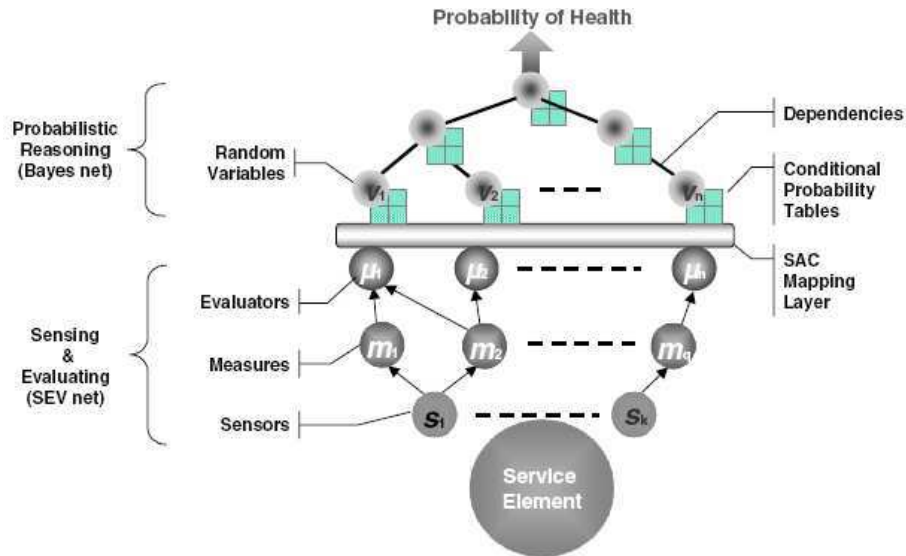 Probability of Health
Probabilistic
Reasoning
(Bayes net)
Random
Variables
Dependencies
Conditional
Probability
Tables
V1
V2
Vn
SAC
Mapping
Layer
μ1
μ2
μn
Evaluators
Sensing
&
Evaluating
(SEV net)
Measures
m1
m2
mq
Sensors
S1
Sk
Service
Element